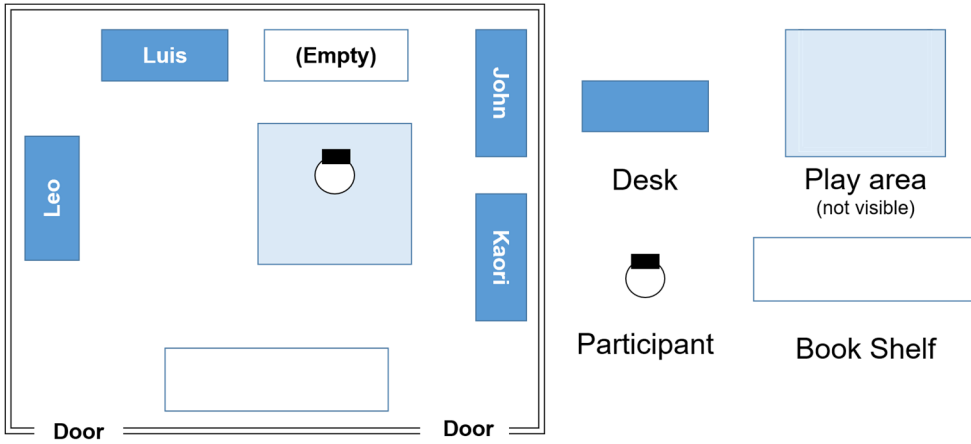 Luis
(Empty)
John
Leo
Kaori
Door
Door
Desk
Play area
(not visible)
Participant
Book Shelf